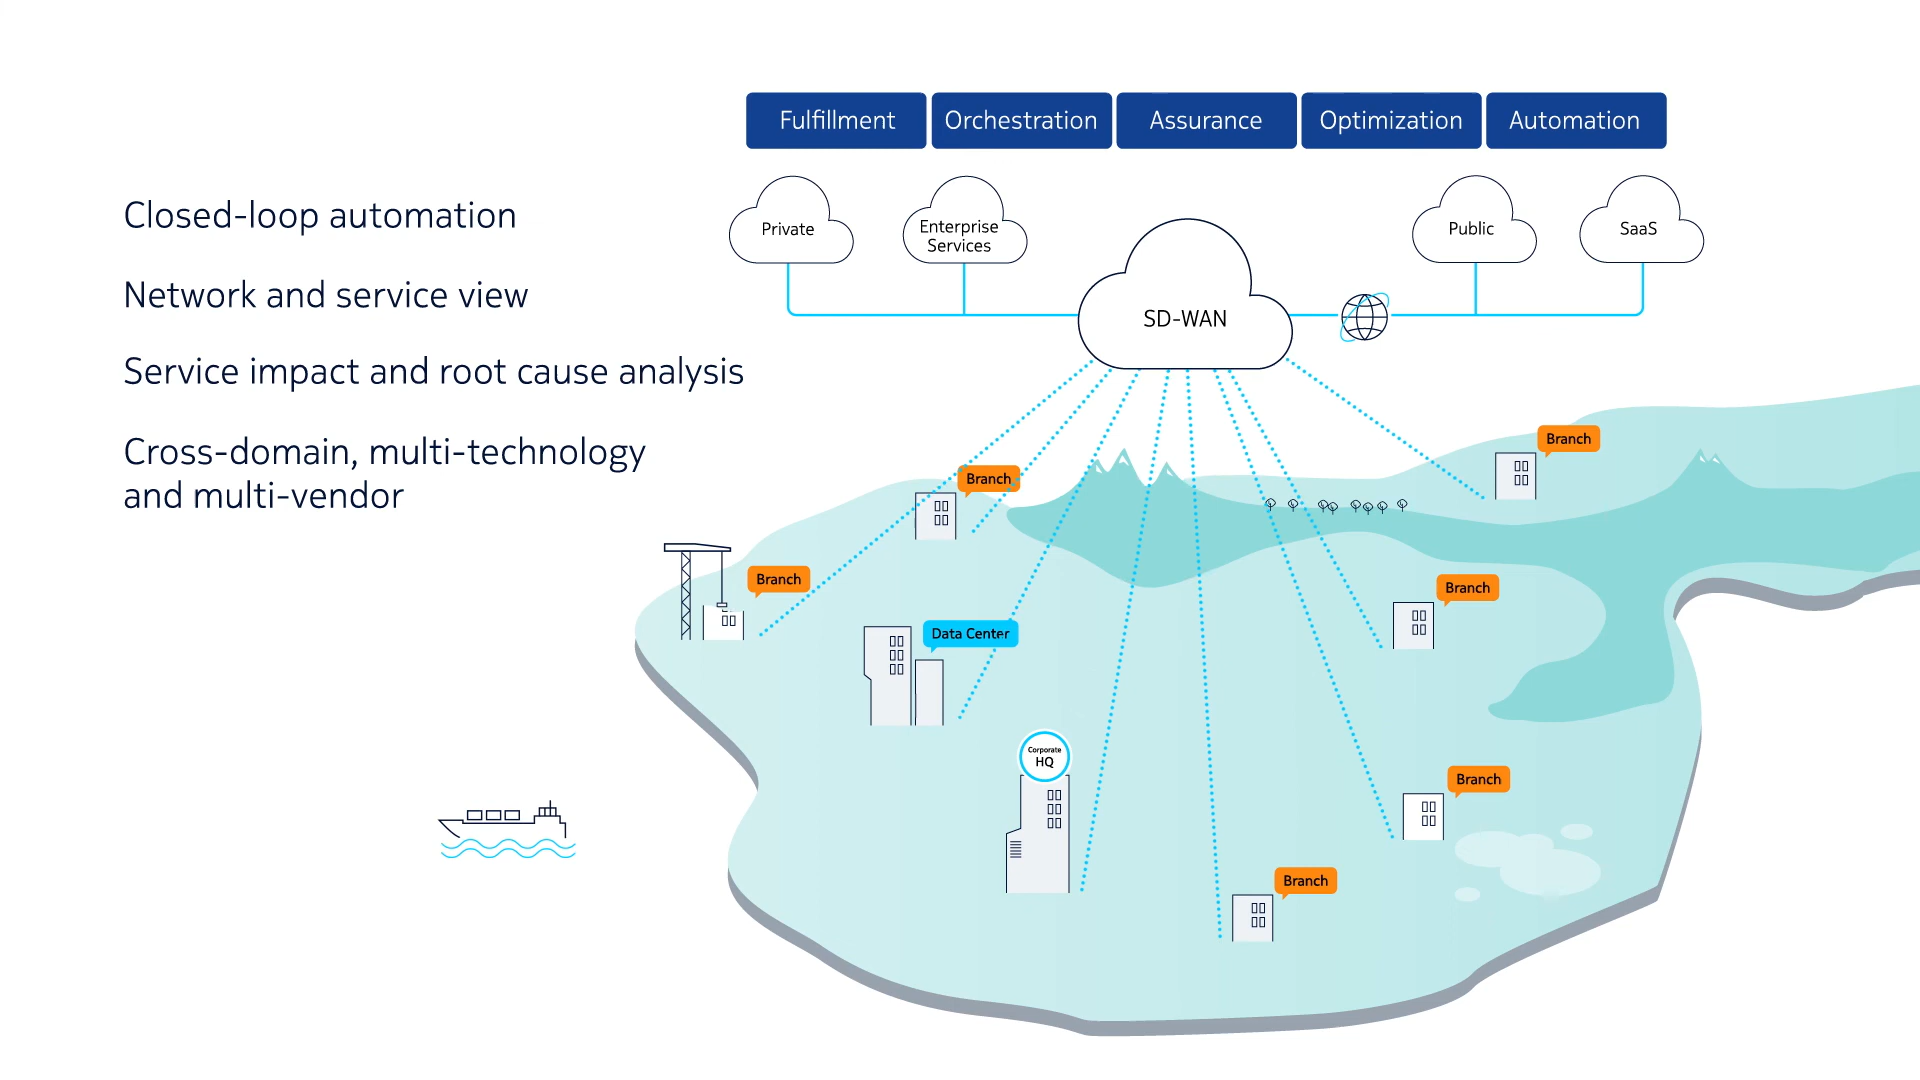 Fulfillment
Orchestration
Assurance
Optimization
Automation
Closed-loop automation
Network and service view
Service impact and root cause analysis
Cross-domain, multi-technology
and multi-vendor
Private
Enterprise
Services
SD-WAN
Public
SaaS
Branch
Branch
Branch
Branch
Data Center
Corporate
HQ
Branch
Branch